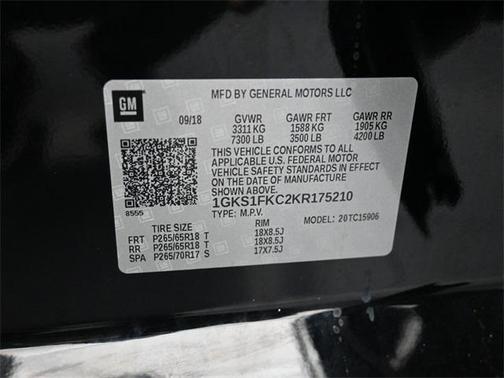 GM
MFD BY GENERAL MOTORS LLC
09/18 GVWR GAWR FRT GAWR RR
3311 KG 1588 KG 1905 KG
7300 LB 3500 LB 4200 LB
THIS VEHICLE CONFORMS TO ALL
APPLICABLE U.S. FEDERAL MOTOR
VEHICLE SAFETY STANDARDS IN EFFECT
ON THE DATE OF MANUFACTURE
SHOWN ABOVE.
1GKS1FKC2KR175210
TYPE: M.P.V. MODEL: 20TC15906
8555
TIRE SIZE RIM
FRT P265/65R18 T 18X8.5J
RR P265/65R18 T 18X8.5J
SPA P265/70R17 S 17X7.5J